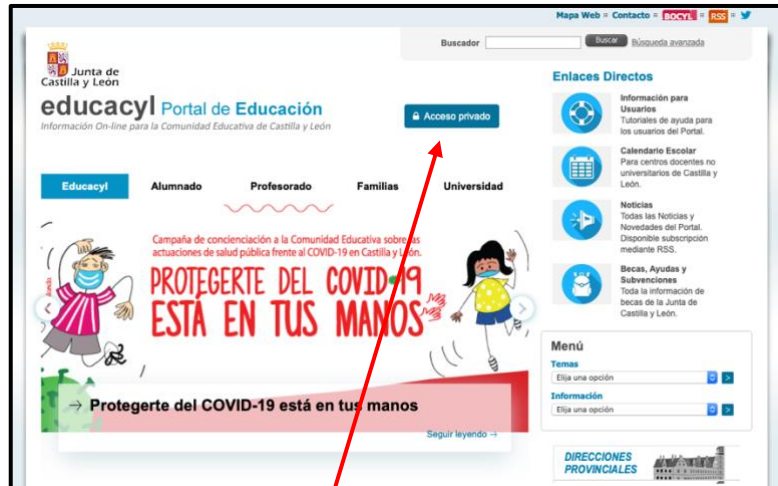 Mapa Web
Contacto
BOCYL
RSS
Buscador
Buscar
Búsqueda avanzada
Junta de
Castilla y León
educacyl Portal de Educación
Información On-line para la Comunidad Educativa de Castilla y León
Acceso privado
Educacyl
Alumnado
Profesorado
Familias
Universidad
Campaña de concienciación a la Comunidad Educativa sobre las
actuaciones de salud pública frente al COVID-19 en Castilla y León.
PROTEGERTE DEL COVID-19
ESTÁ EN TUS MANOS
→ Protegerte del COVID-19 está en tus manos
Seguir leyendo →
Enlaces Directos
Información para
Usuarios
Tutoriales de ayuda para
los usuarios del Portal.
Calendario Escolar
Para centros docentes no
universitarios de Castilla y
León.
Noticias
Todas las Noticias y
Novedades del Portal.
Disponible subscripción
mediante RSS.
Becas, Ayudas y
Subvenciones
Toda la información de
becas de la Junta de
Castilla y León.
Menú
Temas
Elija una opción
Información
Elija una opción
DIRECCIONES
PROVINCIALES